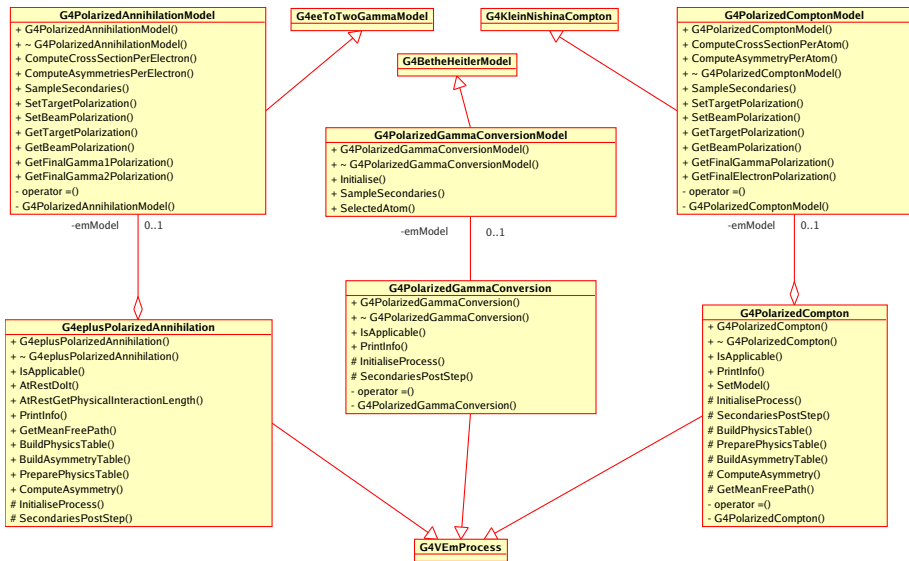 G4PolarizedAnnihilationModel
+ G4PolarizedAnnihilationModel()
+ ~ G4PolarizedAnnihilationModel()
+ ComputeCrossSectionPerElectron()
+ ComputeAsymmetriesPerElectron()
+ SampleSecondaries()
+ SetTargetPolarization()
+ SetBeamPolarization()
+ GetTargetPolarization()
+ GetBeamPolarization()
+ GetFinalGamma1Polarization()
+ GetFinalGamma2Polarization()
- operator =()
- G4PolarizedAnnihilationModel()
G4eeToTwoGammaModel
G4KleinNishinaCompton
G4BetheHeitlerModel
G4PolarizedGammaConversionModel
+ G4PolarizedGammaConversionModel()
+ ~ G4PolarizedGammaConversionModel()
+ Initialise()
+ SampleSecondaries()
+ SelectedAtom()
G4PolarizedComptonModel
+ G4PolarizedComptonModel()
+ ComputeCrossSectionPerAtom()
+ ComputeAsymmetryPerAtom()
+ ~ G4PolarizedComptonModel()
+ SampleSecondaries()
+ SetTargetPolarization()
+ SetBeamPolarization()
+ GetTargetPolarization()
+ GetBeamPolarization()
+ GetFinalGammaPolarization()
+ GetFinalElectronPolarization()
- operator =()
- G4PolarizedComptonModel()
-emModel 0..1
-emModel 0..1
-emModel 0..1
G4eplusPolarizedAnnihilation
+ G4eplusPolarizedAnnihilation()
+ ~ G4eplusPolarizedAnnihilation()
+ IsApplicable()
+ AtRestDoIt()
+ AtRestGetPhysicalInteractionLength()
+ PrintInfo()
+ GetMeanFreePath()
+ BuildPhysicsTable()
+ BuildAsymmetryTable()
+ PreparePhysicsTable()
+ ComputeAsymmetry()
# InitialiseProcess()
# SecondariesPostStep()
G4PolarizedGammaConversion
+ G4PolarizedGammaConversion()
+ ~ G4PolarizedGammaConversion()
+ IsApplicable()
+ PrintInfo()
# InitialiseProcess()
# SecondariesPostStep()
- operator =()
- G4PolarizedGammaConversion()
G4PolarizedCompton
+ G4PolarizedCompton()
+ ~ G4PolarizedCompton()
+ IsApplicable()
+ PrintInfo()
+ SetModel()
# InitialiseProcess()
# SecondariesPostStep()
# BuildPhysicsTable()
# PreparePhysicsTable()
# BuildAsymmetryTable()
# ComputeAsymmetry()
# GetMeanFreePath()
- operator =()
- G4PolarizedCompton()
G4VEmProcess